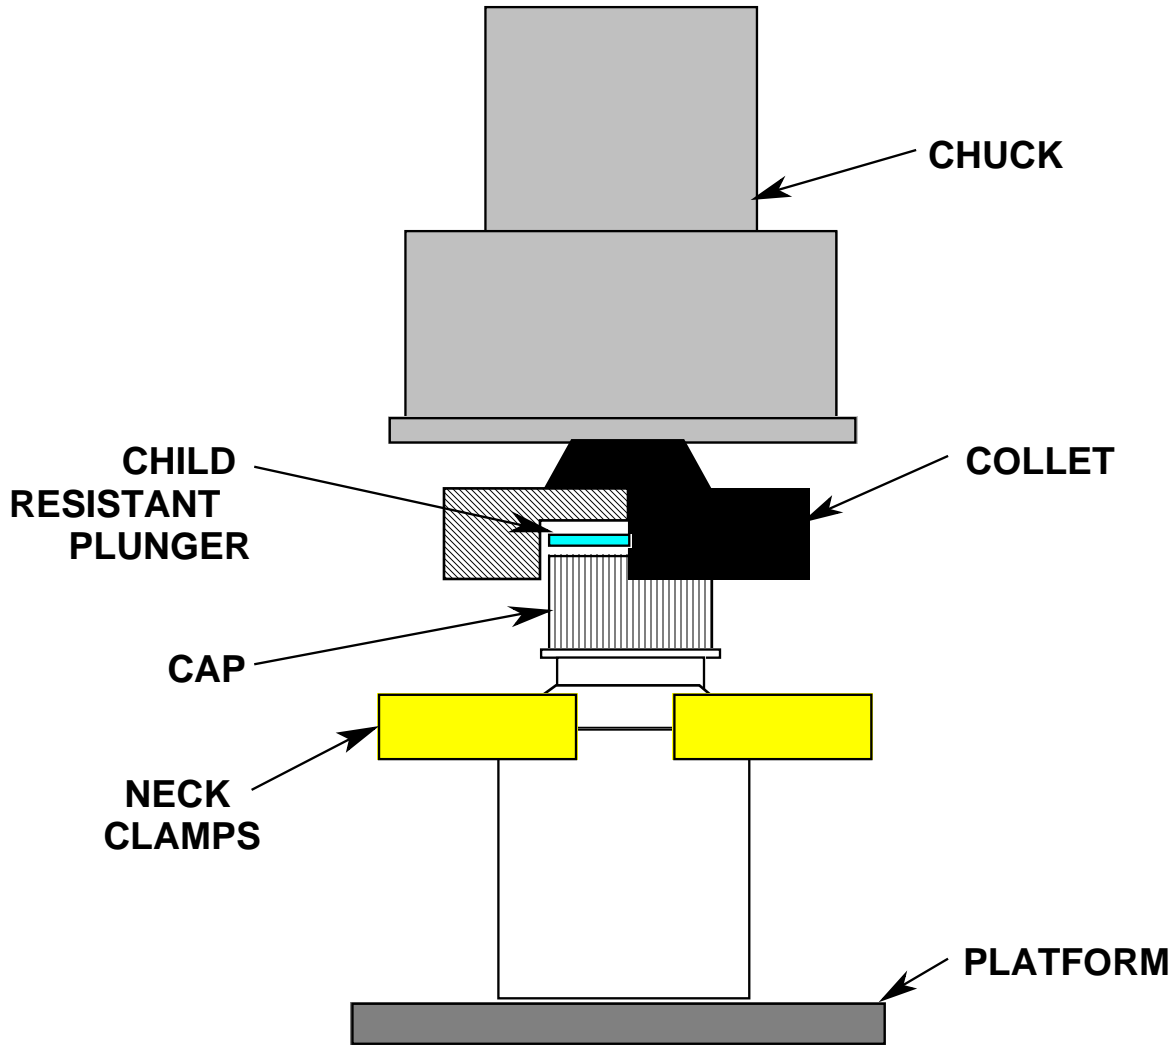 CHUCK
CHILD
RESISTANT
PLUNGER
COLLET
CAP
NECK
CLAMPS
PLATFORM